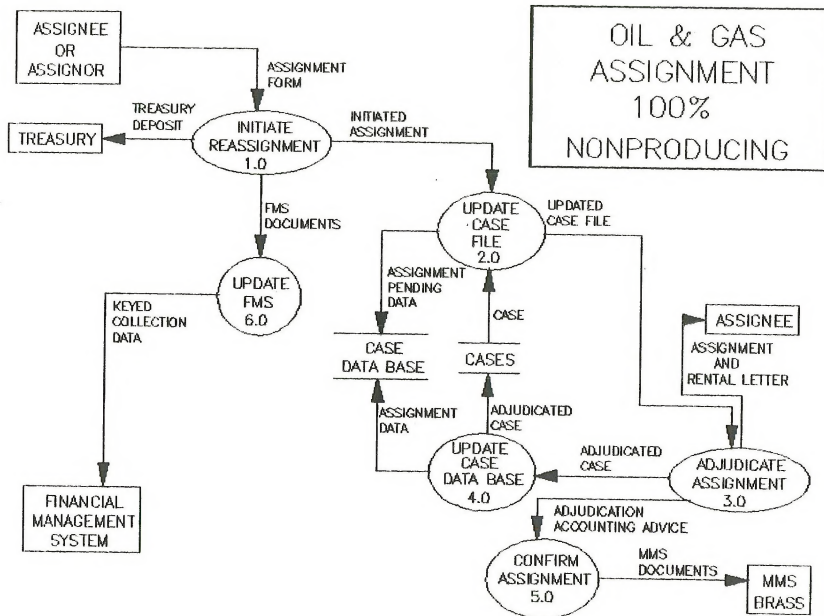 OIL & GAS
ASSIGNMENT
100%
NONPRODUCING
ASSIGNEE
OR
ASSIGNOR
ASSIGNMENT
FORM
TREASURY
DEPOSIT
TREASURY
INITIATE
REASSIGNMENT
1.0
INITIATED
ASSIGNMENT
FMS
DOCUMENTS
UPDATE
CASE
FILE
2.0
UPDATED
CASE FILE
UPDATE
FMS
6.0
KEYED
COLLECTION
DATA
ASSIGNMENT
PENDING
DATA
CASE
CASE
DATA BASE
CASES
ASSIGNEE
ASSIGNMENT
AND
RENTAL LETTER
ASSIGNMENT
DATA
ADJUDICATED
CASE
UPDATE
CASE
DATA BASE
4.0
ADJUDICATED
CASE
ADJUDICATE
ASSIGNMENT
3.0
FINANCIAL
MANAGEMENT
SYSTEM
ADJUDICATION
ACCOUNTING ADVICE
CONFIRM
ASSIGNMENT
5.0
MMS
DOCUMENTS
MMS
BRASS